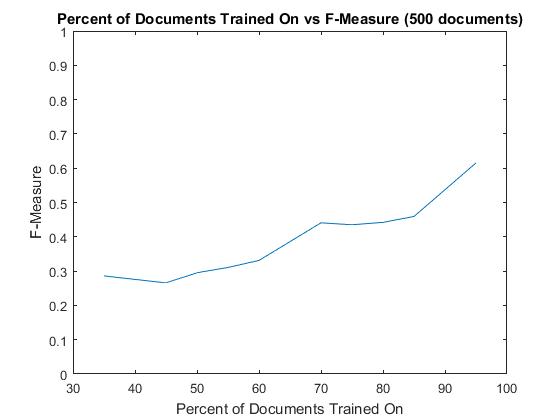 Percent of Documents Trained On vs F-Measure (500 documents)
1
0.9
0.8
0.7
0.6
0.5
0.4
0.3
0.2
0.1
0
F-Measure
30 40 50 60 70 80 90 100
Percent of Documents Trained On